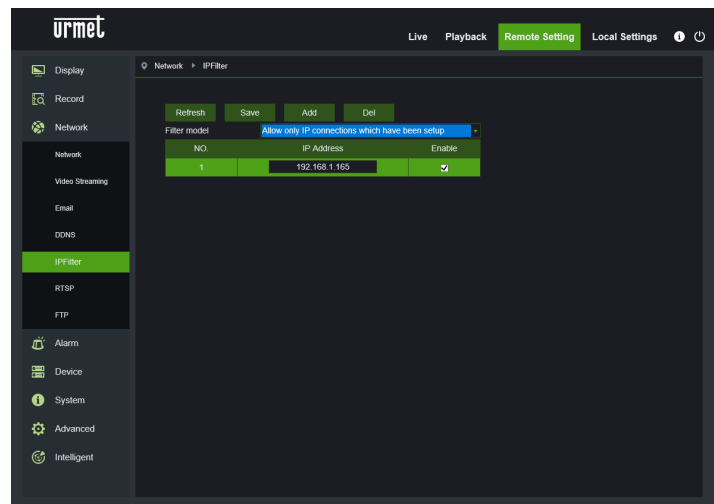 urmet
Live Playback Remote Setting Local Settings
Display
Record
Network
Network
Video Streaming
Email
DDNS
IPFilter
RTSP
FTP
Alarm
Device
System
Advanced
Intelligent
Network IPFilter
Refresh Save Add Del
Filter model Allow only IP connections which have been setup
NO. IP Address Enable
1 192.168.1.165